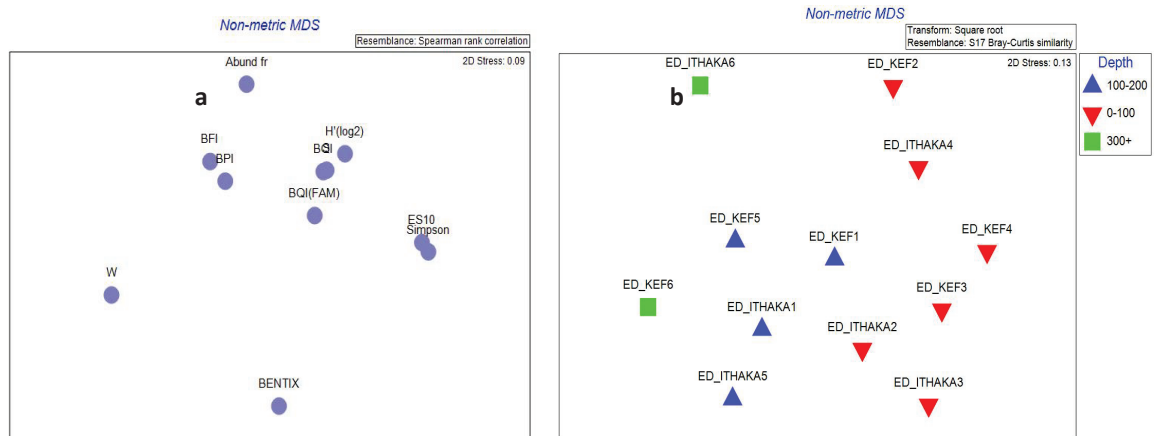 Non-metric MDS
Resemblance: Spearman rank correlation
2D Stress: 0.09
a
Abund fr
BFI
BPI
H'(log2)
BQI
S
BQI(FAM)
ES10
Simpson
W
BENTIX
Non-metric MDS
Transform: Square root
Resemblance: S17 Bray-Curtis similarity
2D Stress: 0.13
b
ED_ITHAKA6
ED_KEF2
ED_ITHAKA4
ED_KEF5
ED_KEF1
ED_KEF4
ED_KEF6
ED_KEF3
ED_ITHAKA1
ED_ITHAKA2
ED_ITHAKA5
ED_ITHAKA3
Depth
100-200
0-100
300+